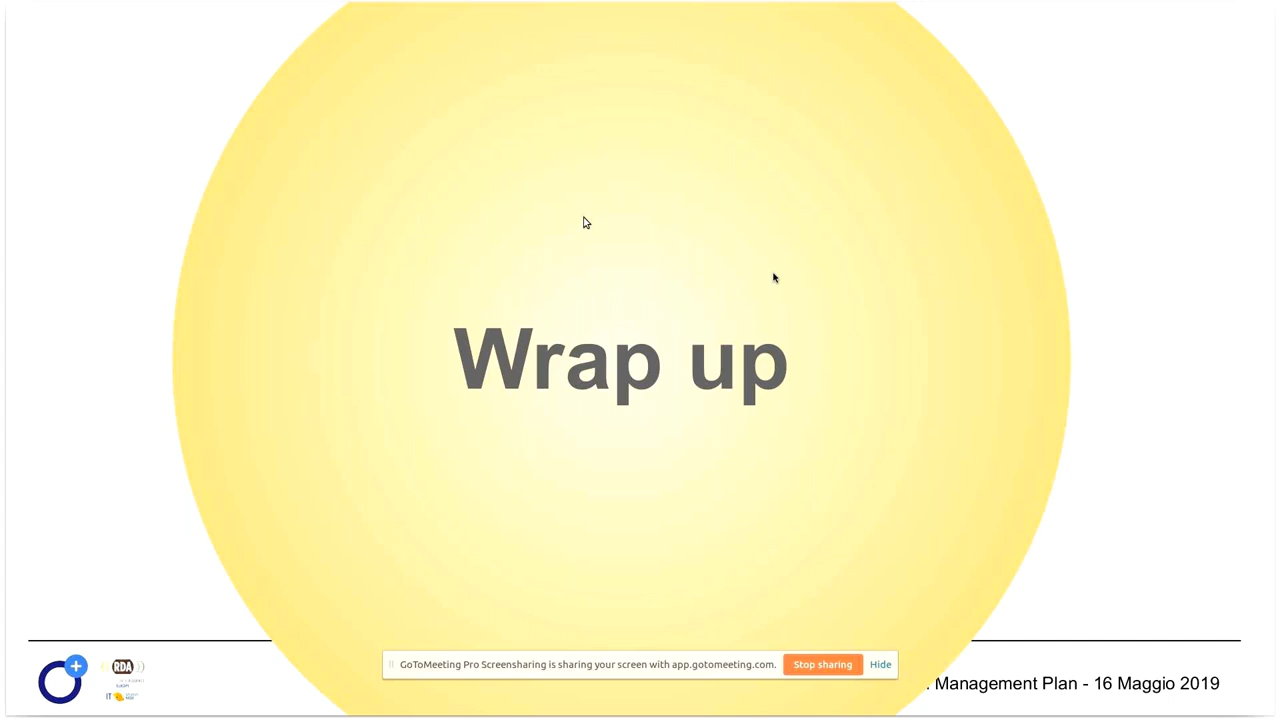 Wrap up
GoToMeeting Pro Screensharing is sharing your screen with app.gotomeeting.com. Stop sharing Hide
RDA
IT
Management Plan - 16 Maggio 2019